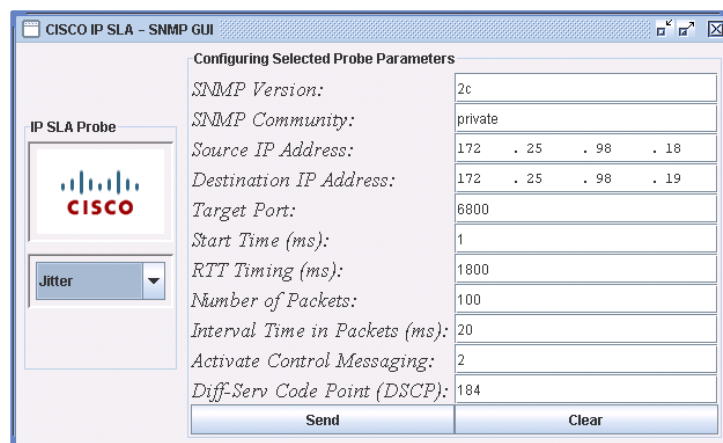 CISCO IP SLA – SNMP GUI
Configuring Selected Probe Parameters
IP SLA Probe
CISCO
Jitter
SNMP Version: 2c
SNMP Community: private
Source IP Address: 172 . 25 . 98 . 18
Destination IP Address: 172 . 25 . 98 . 19
Target Port: 6800
Start Time (ms): 1
RTT Timing (ms): 1800
Number of Packets: 100
Interval Time in Packets (ms): 20
Activate Control Messaging: 2
Diff-Serv Code Point (DSCP): 184
Send Clear